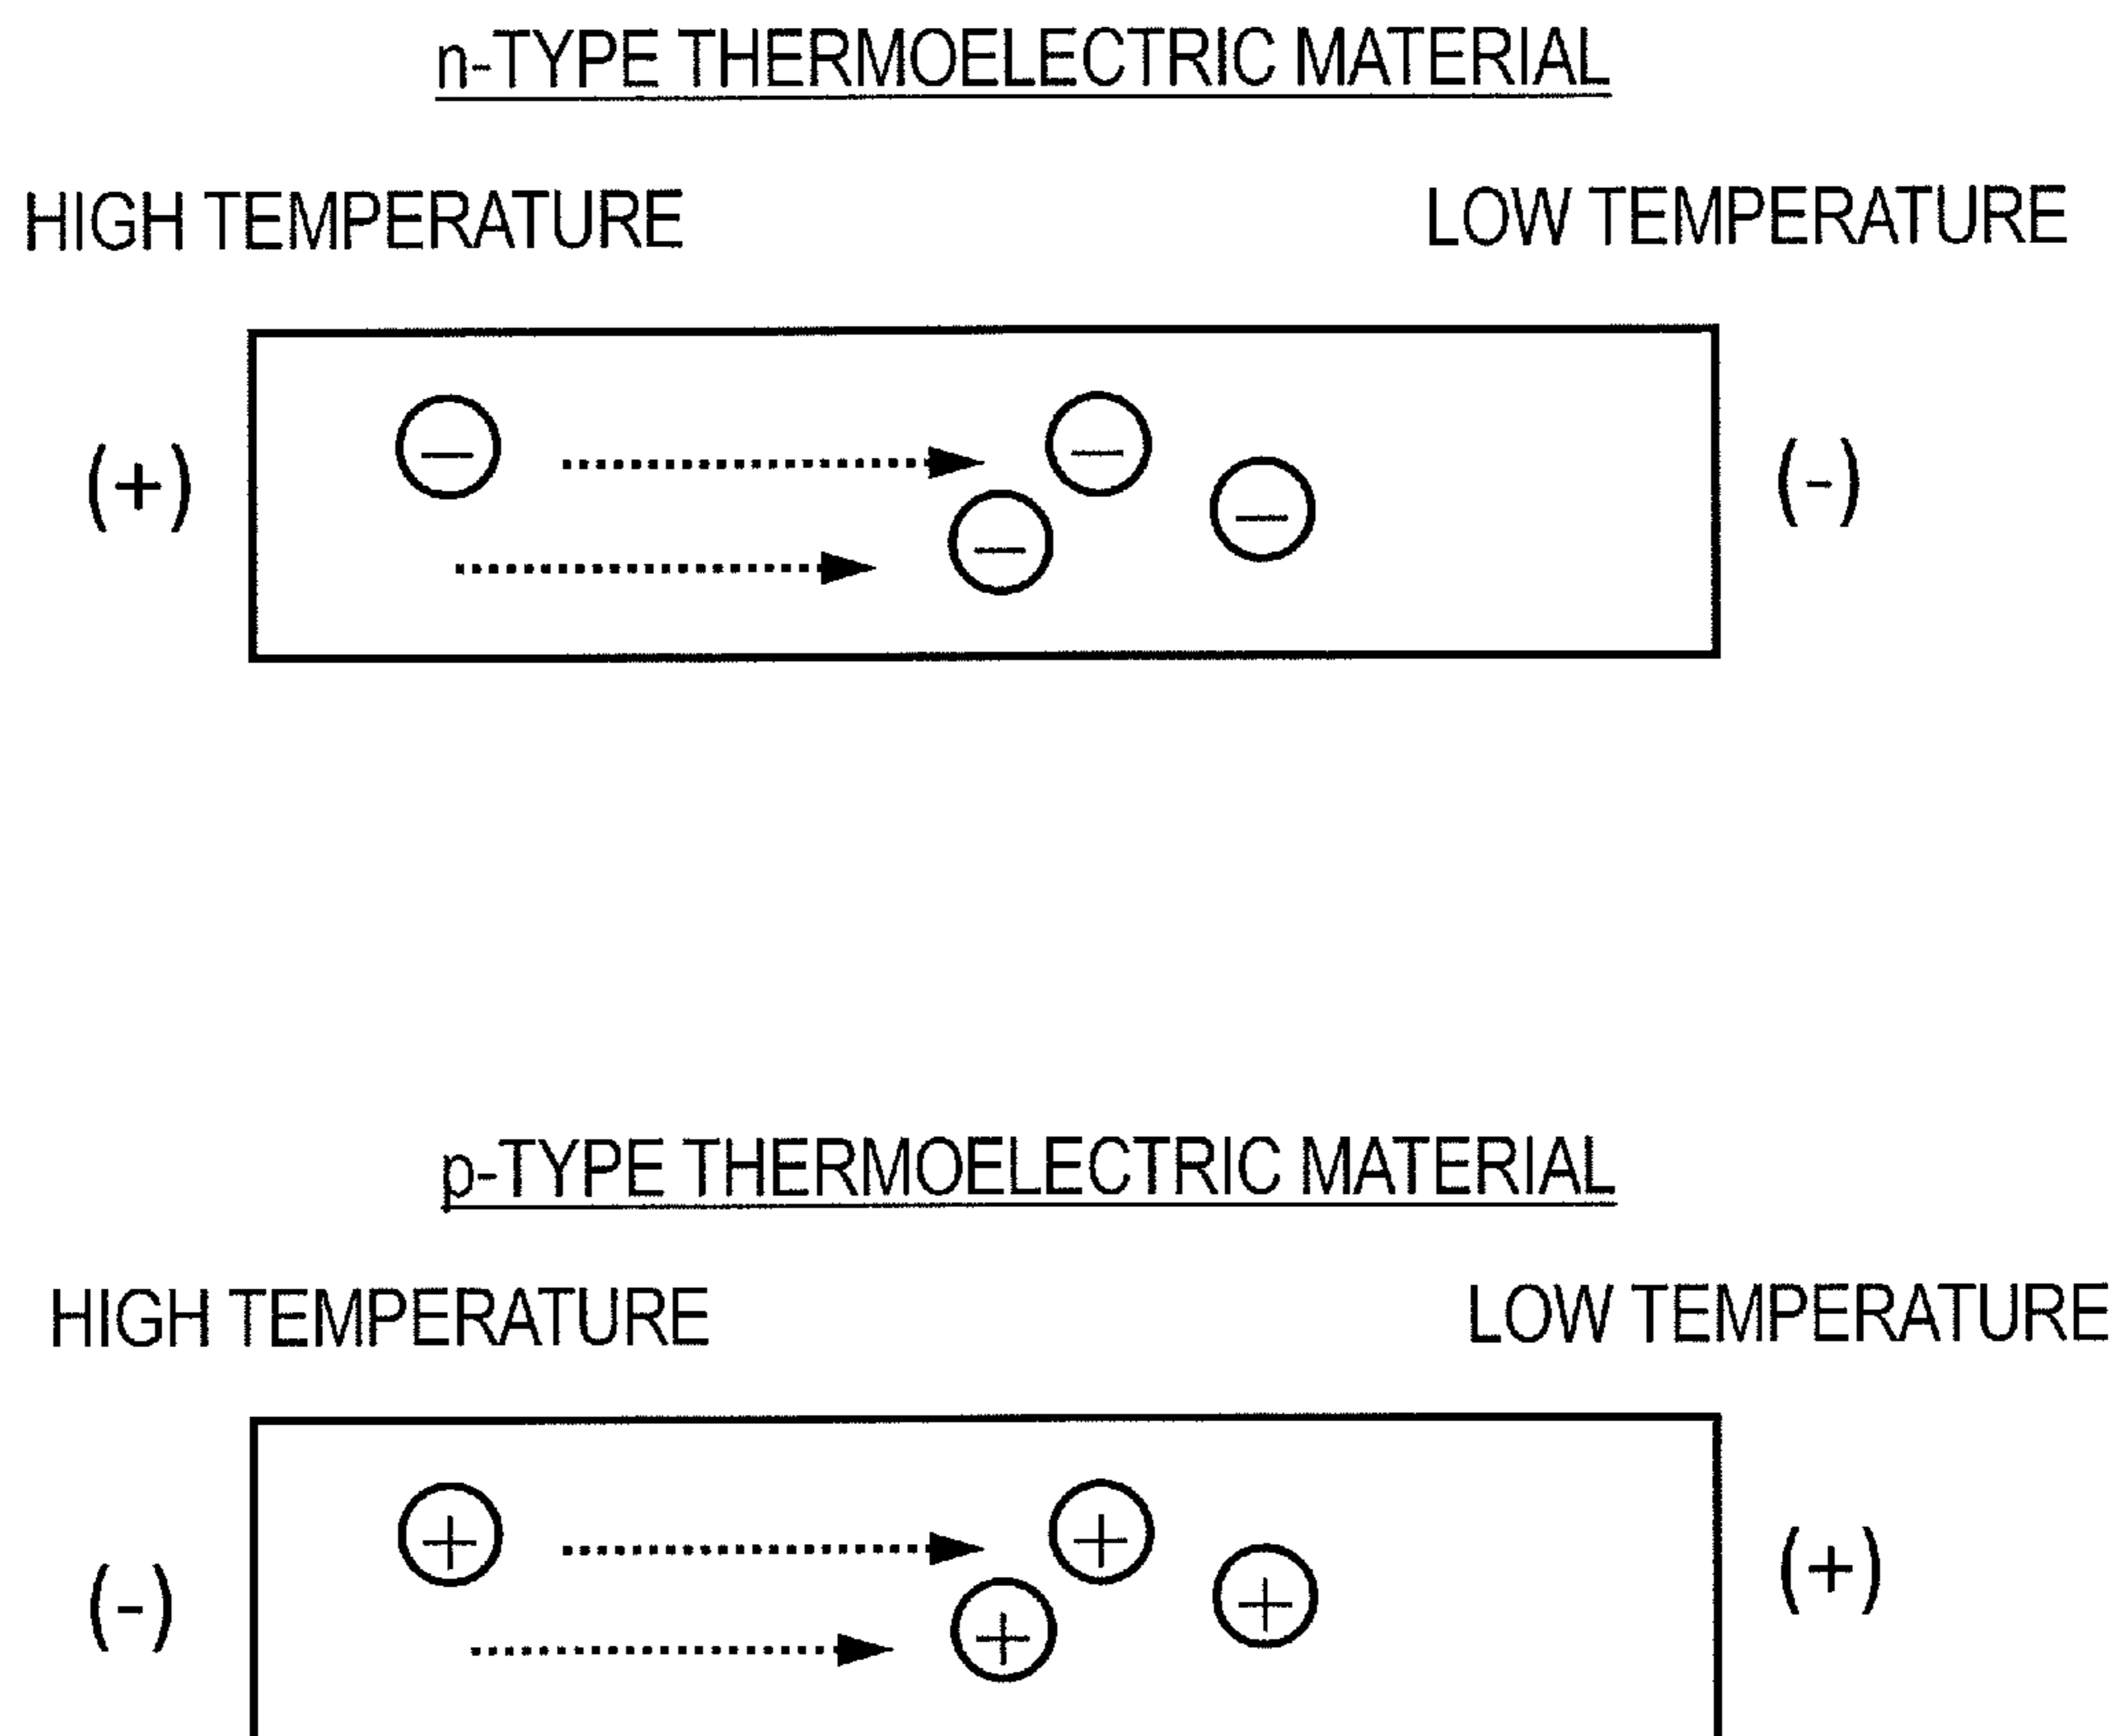 n-TYPE THERMOELECTRIC MATERIAL
HIGH TEMPERATURE LOW TEMPERATURE
(+) − − − − (-)
p-TYPE THERMOELECTRIC MATERIAL
HIGH TEMPERATURE LOW TEMPERATURE
(-) + + + + (+)